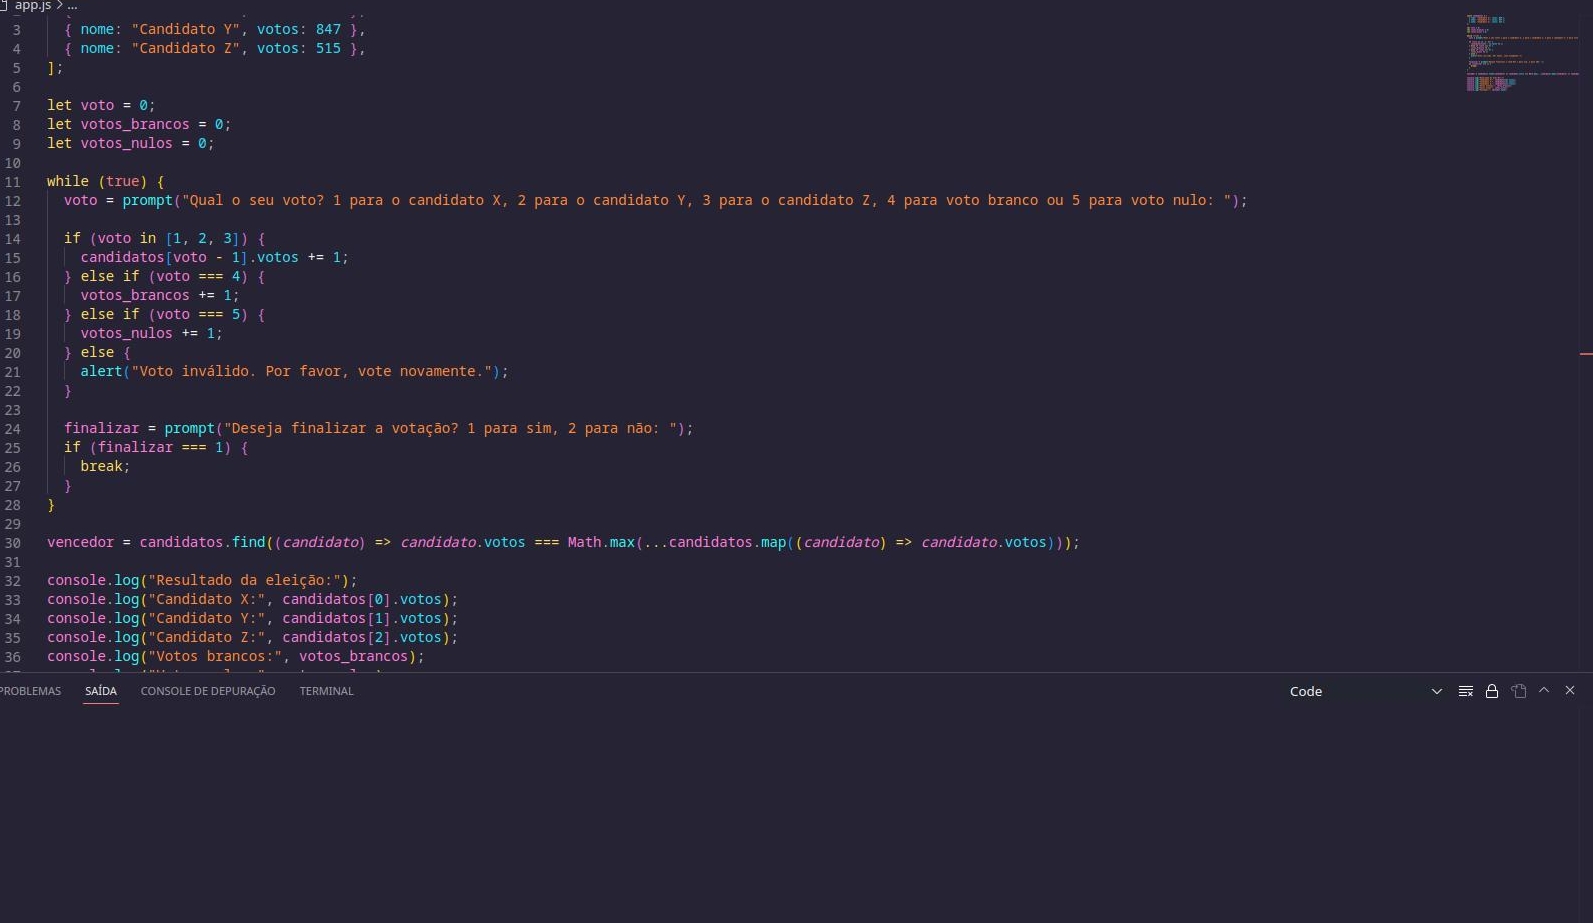 app.js > ...
3 { nome: "Candidato Y", votos: 847 },
4 { nome: "Candidato Z", votos: 515 },
5 ];
6
7 let voto = 0;
8 let votos_brancos = 0;
9 let votos_nulos = 0;
10
11 while (true) {
12 voto = prompt("Qual o seu voto? 1 para o candidato X, 2 para o candidato Y, 3 para o candidato Z, 4 para voto branco ou 5 para voto nulo: ");
13
14 if (voto in [1, 2, 3]) {
15 candidatos[voto - 1].votos += 1;
16 } else if (voto === 4) {
17 votos_brancos += 1;
18 } else if (voto === 5) {
19 votos_nulos += 1;
20 } else {
21 alert("Voto inválido. Por favor, vote novamente.");
22 }
23
24 finalizar = prompt("Deseja finalizar a votação? 1 para sim, 2 para não: ");
25 if (finalizar === 1) {
26 break;
27 }
28 }
29
30 vencedor = candidatos.find((candidato) => candidato.votos === Math.max(...candidatos.map((candidato) => candidato.votos)));
31
32 console.log("Resultado da eleição:");
33 console.log("Candidato X:", candidatos[0].votos);
34 console.log("Candidato Y:", candidatos[1].votos);
35 console.log("Candidato Z:", candidatos[2].votos);
36 console.log("Votos brancos:", votos_brancos);
PROBLEMAS SAÍDA CONSOLE DE DEPURAÇÃO TERMINAL Code